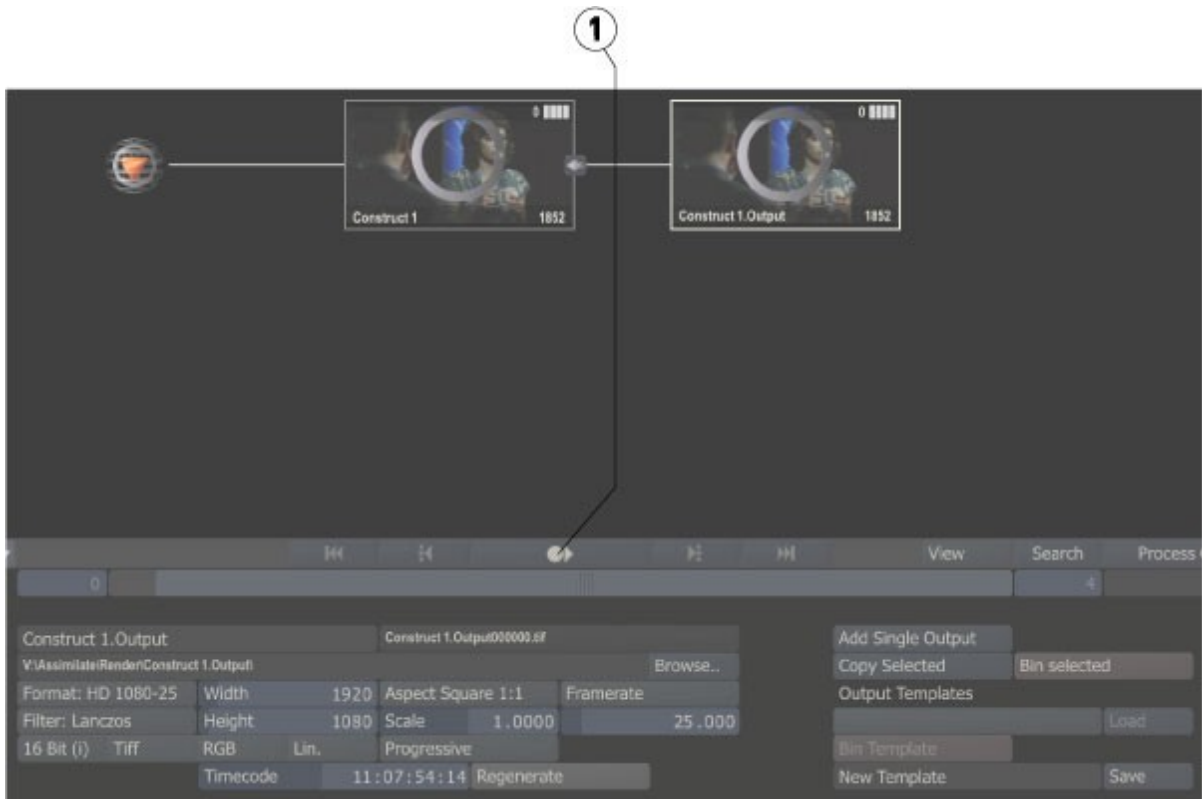 1
0
0
Construct 1
1852
Construct 1.Output
1852
View
Search
Process
0
4
Construct 1.Output
Construct 1.Output000000.tif
Add Single Output
V:\Assimilate\Render\Construct 1.Output\
Browse..
Copy Selected
Bin selected
Format: HD 1080-25
Width
1920
Aspect Square 1:1
Framerate
Output Templates
Filter: Lanczos
Height
1080
Scale
1.0000
25.000
Load
16 Bit (i)
Tiff
RGB
Lin.
Progressive
Bin Template
Timecode
11:07:54:14
Regenerate
New Template
Save